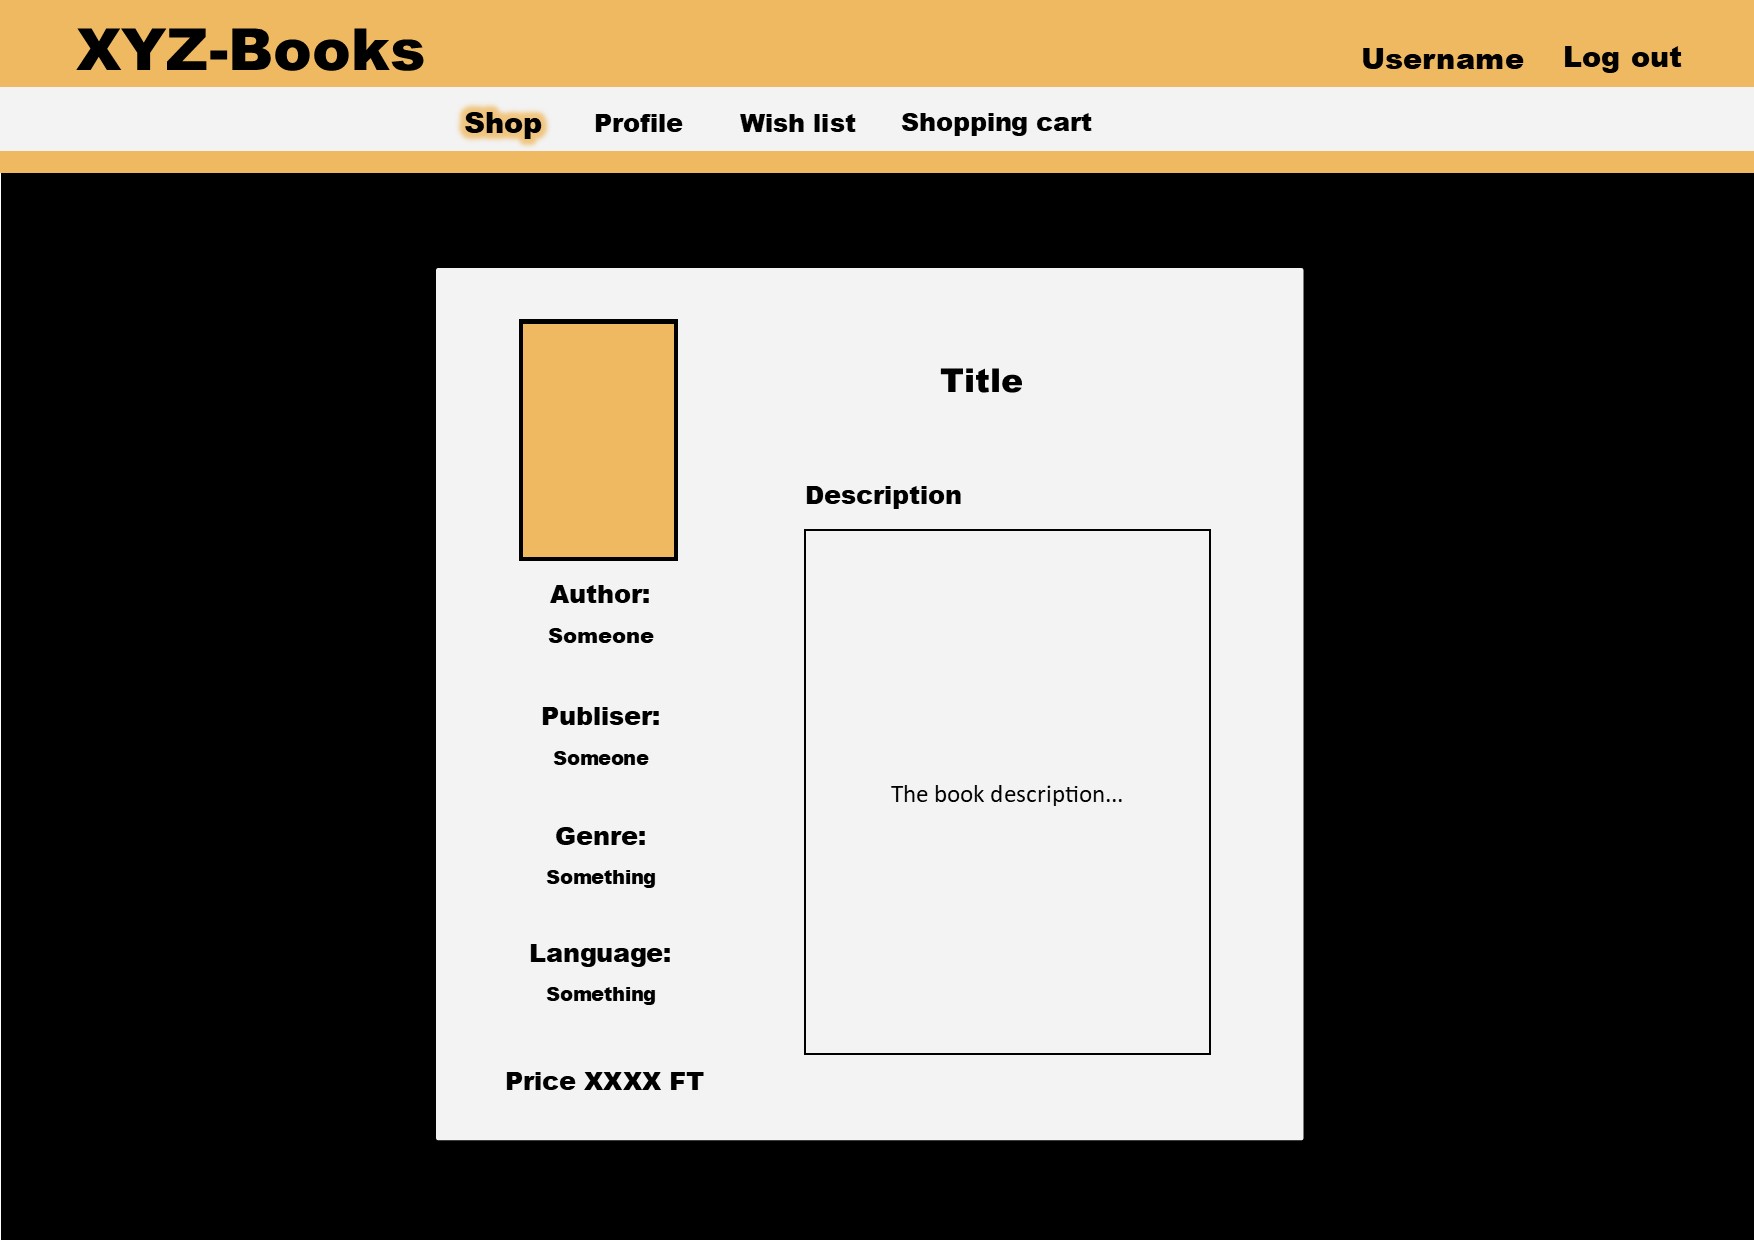 XYZ-Books
Username
Log out
Shop
Profile
Wish list
Shopping cart
Title
Description
The book description...
Author:
Someone
Publiser:
Someone
Genre:
Something
Language:
Something
Price XXXX FT